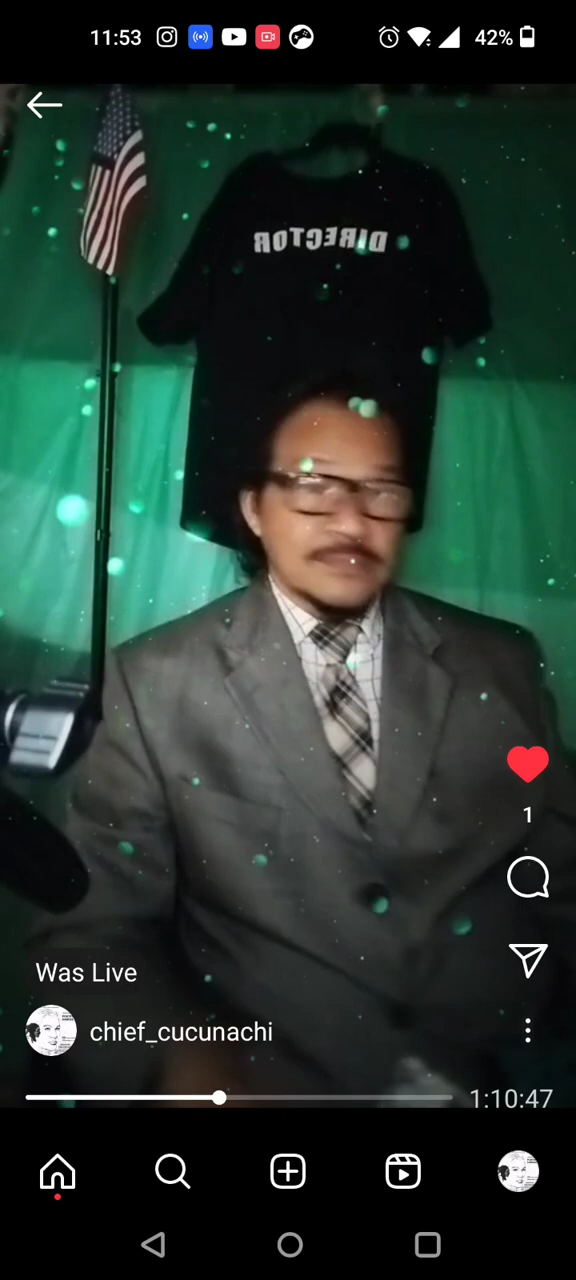 11:53
42%
DIRECTOR
Was Live
chief_cucunachi
1:10:47
1